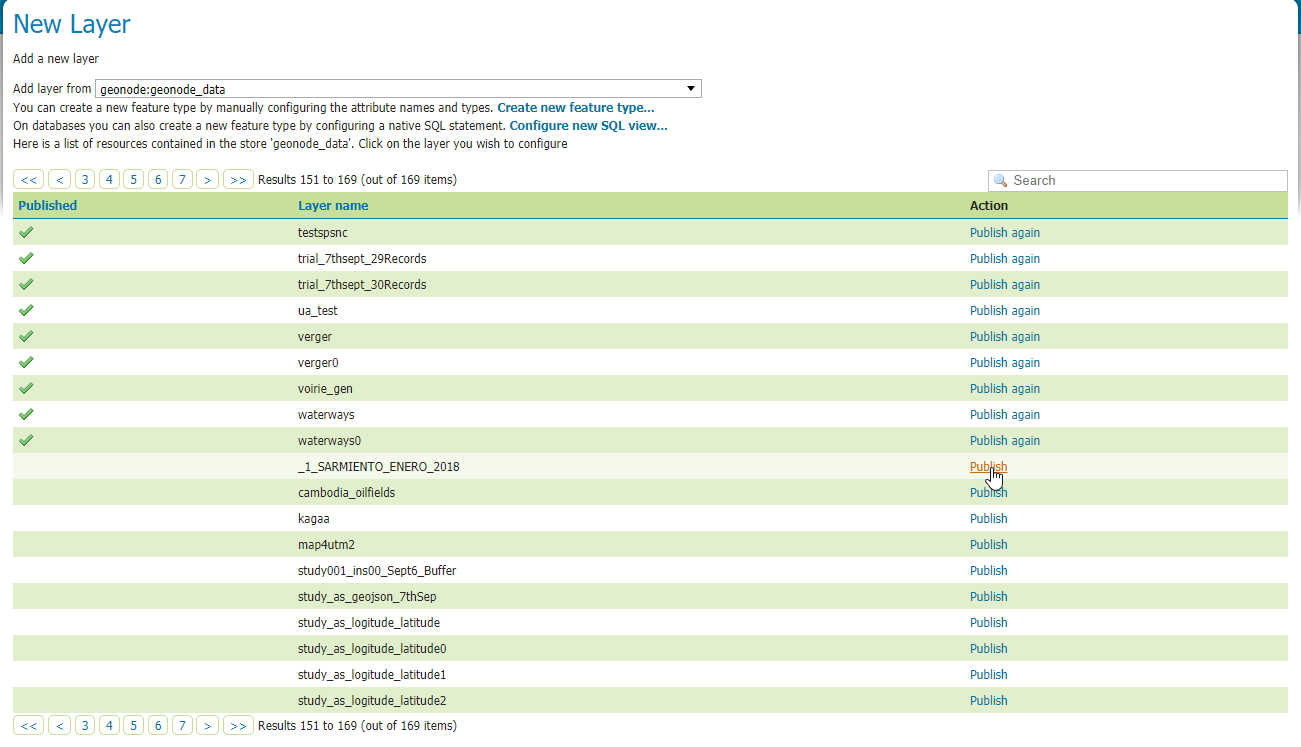 New Layer
Add a new layer
Add layer from geonode:geonode_data
You can create a new feature type by manually configuring the attribute names and types. Create new feature type...
On databases you can also create a new feature type by configuring a native SQL statement. Configure new SQL view...
Here is a list of resources contained in the store 'geonode_data'. Click on the layer you wish to configure
<< < 3 4 5 6 7 > >> Results 151 to 169 (out of 169 items) Search
Published Layer name Action
testspsnc Publish again
trial_7thsept_29Records Publish again
trial_7thsept_30Records Publish again
ua_test Publish again
verger Publish again
verger0 Publish again
voirie_gen Publish again
waterways Publish again
waterways0 Publish again
_1_SARMIENTO_ENERO_2018 Publish
cambodia_oilfields Publish
kagaa Publish
map4utm2 Publish
study001_ins00_Sept6_Buffer Publish
study_as_geojson_7thSep Publish
study_as_logitude_latitude Publish
study_as_logitude_latitude0 Publish
study_as_logitude_latitude1 Publish
study_as_logitude_latitude2 Publish
<< < 3 4 5 6 7 > >> Results 151 to 169 (out of 169 items)